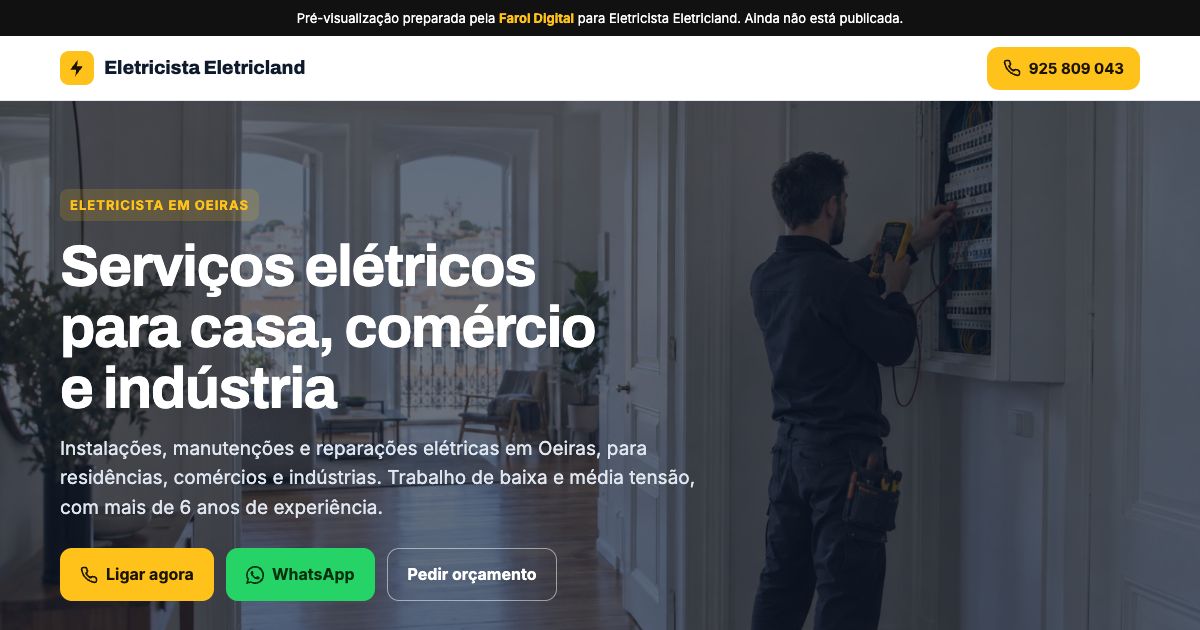 Pré-visualização preparada pela Farol Digital para Eletricista Eletricland. Ainda não está publicada.
Eletricista Eletricland
925 809 043
ELETRICISTA EM OEIRAS
Serviços elétricos
para casa, comércio
e indústria
Instalações, manutenções e reparações elétricas em Oeiras, para
residências, comércios e indústrias. Trabalho de baixa e média tensão,
com mais de 6 anos de experiência.
Ligar agora
WhatsApp
Pedir orçamento